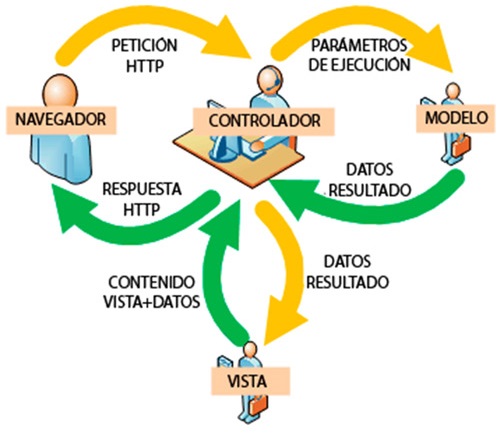 PETICIÓN
HTTP
PARÁMETROS
DE EJECUCIÓN
NAVEGADOR
CONTROLADOR
MODELO
RESPUESTA
HTTP
DATOS
RESULTADO
CONTENIDO
VISTA+DATOS
DATOS
RESULTADO
VISTA